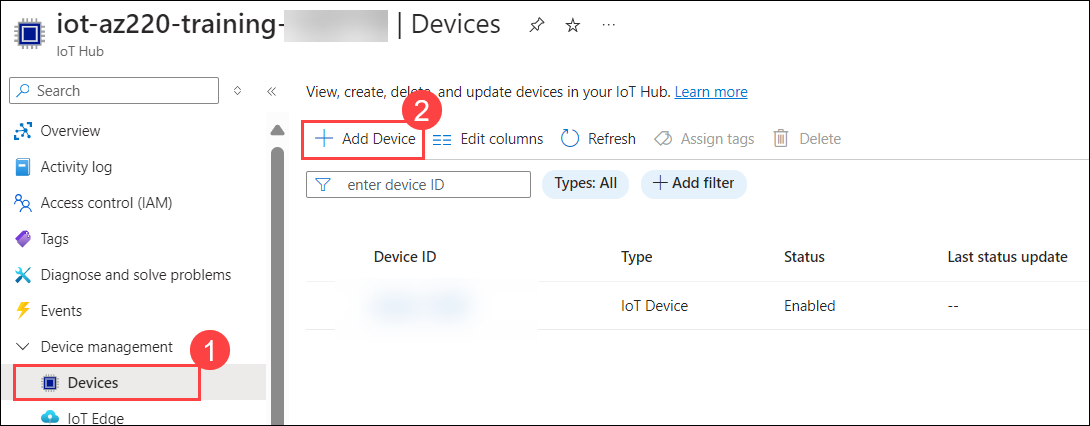 iot-az220-training- | Devices
IoT Hub
Search
View, create, delete, and update devices in your IoT Hub. Learn more
2
Add Device Edit columns Refresh Assign tags Delete
enter device ID Types: All Add filter
Overview
Activity log
Access control (IAM)
Tags
Diagnose and solve problems
Events
Device management
1
Devices
IoT Edge
Device ID Type Status Last status update
IoT Device Enabled --